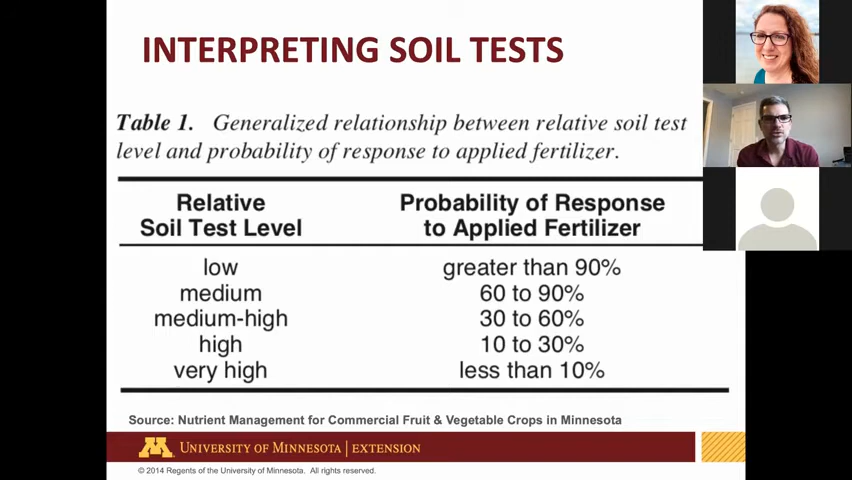 INTERPRETING SOIL TESTS
Table 1. Generalized relationship between relative soil test
level and probability of response to applied fertilizer.
Relative Soil Test Level
Probability of Response to Applied Fertilizer
low greater than 90%
medium 60 to 90%
medium-high 30 to 60%
high 10 to 30%
very high less than 10%
Source: Nutrient Management for Commercial Fruit & Vegetable Crops in Minnesota
M UNIVERSITY OF MINNESOTA | EXTENSION
© 2014 Regents of the University of Minnesota. All rights reserved.